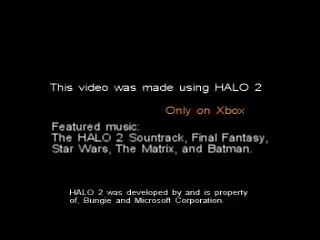 This video was made using HALO 2
Only on Xbox
Featured music:
The HALO 2 Sountrack, Final Fantasy,
Star Wars, The Matrix, and Batman.
HALO 2 was developed by and is property
of, Bungie and Microsoft Corporation.